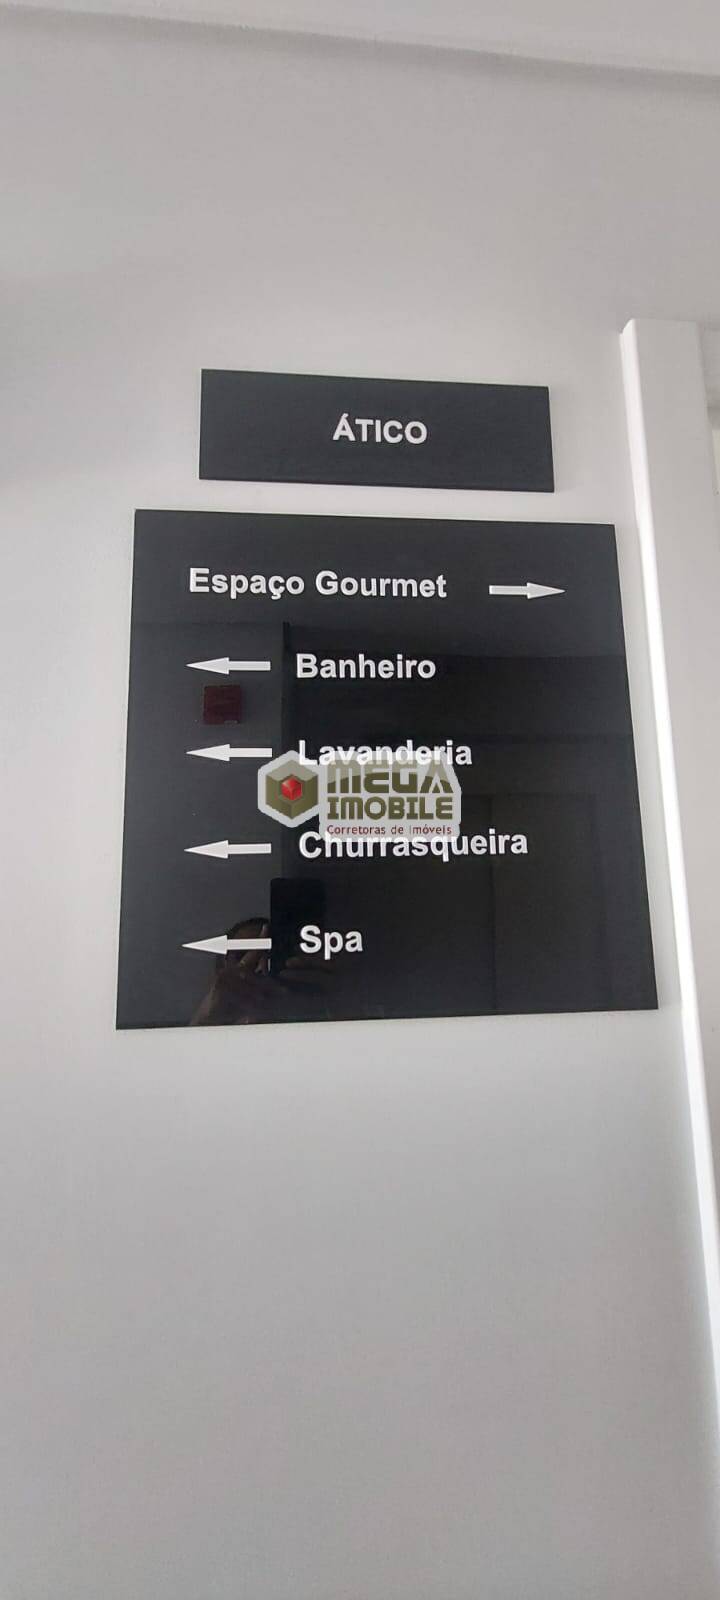 ÁTICO
Espaço Gourmet
Banheiro
Lavanderia
MEGA
IMOBILE
Corretoras de Imóveis
Churrasqueira
Spa